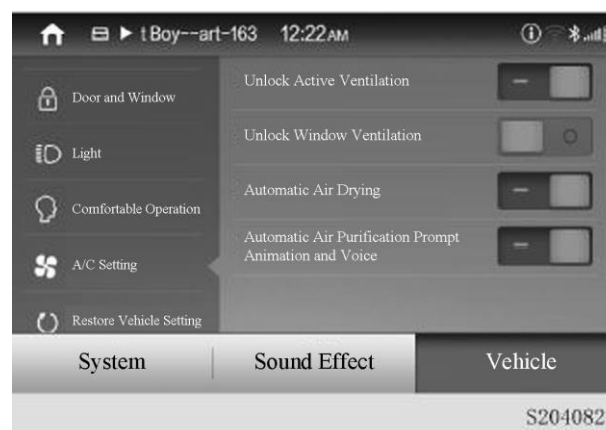 t Boy--art-163 12:22AM
Door and Window
Light
Comfortable Operation
A/C Setting
Restore Vehicle Setting
Unlock Active Ventilation
Unlock Window Ventilation
Automatic Air Drying
Automatic Air Purification Prompt
Animation and Voice
System Sound Effect Vehicle
S204082